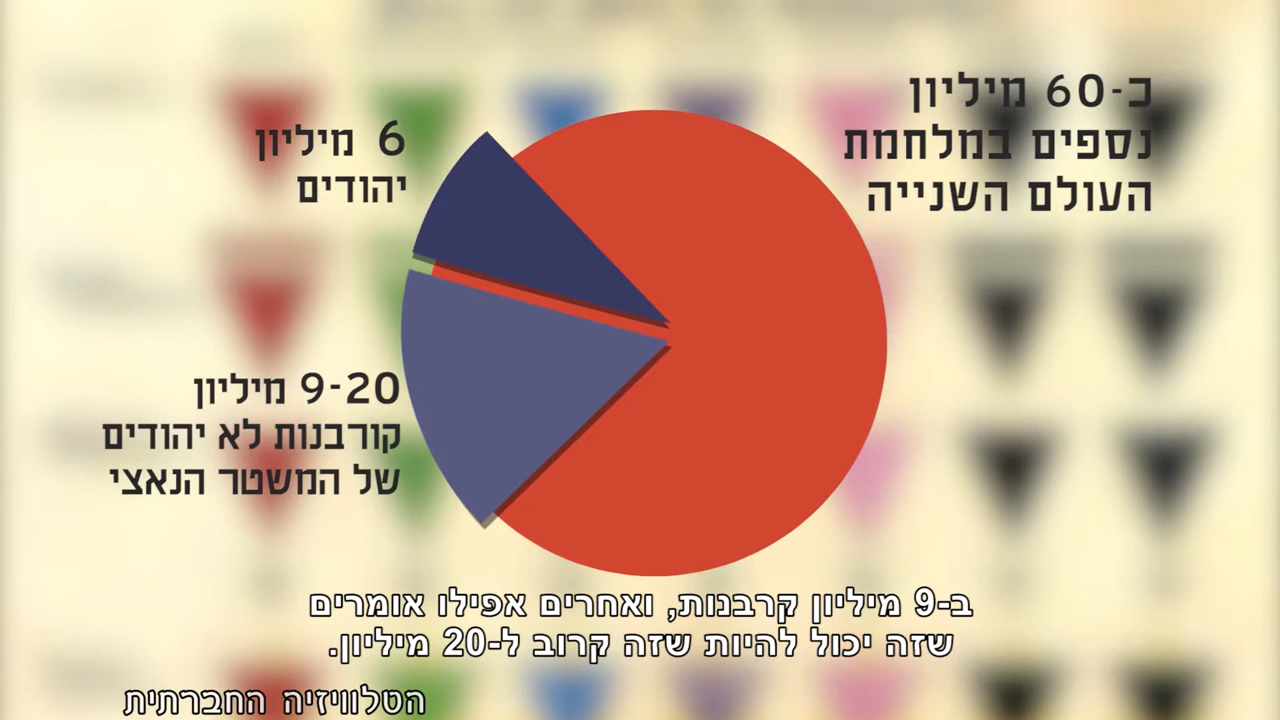 כ-60 מיליון
נספים במלחמת
העולם השנייה
6 מיליון
יהודים
9-20 מיליון
קורבנות לא יהודים
של המשטר הנאצי
ב-9 מיליון קרבנות, ואחרים אפילו אומרים
שזה יכול להיות שזה קרוב ל-20 מיליון.
הטלוויזיה החברתית